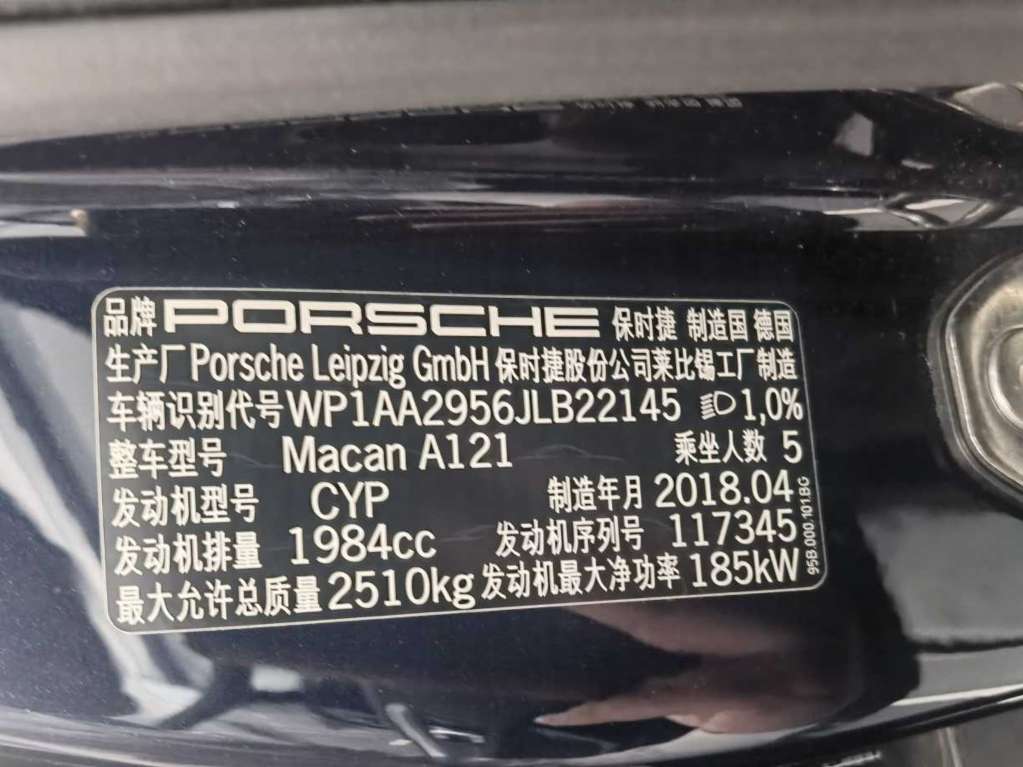 品牌 PORSCHE 保时捷 制造国 德国
生产厂 Porsche Leipzig GmbH 保时捷股份公司莱比锡工厂制造
车辆识别代号 WP1AA2956JLB22145 1,0%
整车型号 Macan A121 乘坐人数 5
发动机型号 CYP 制造年月 2018.04
发动机排量 1984cc 发动机序列号 117345
最大允许总质量 2510kg 发动机最大净功率 185kW
95B.000.101.BG